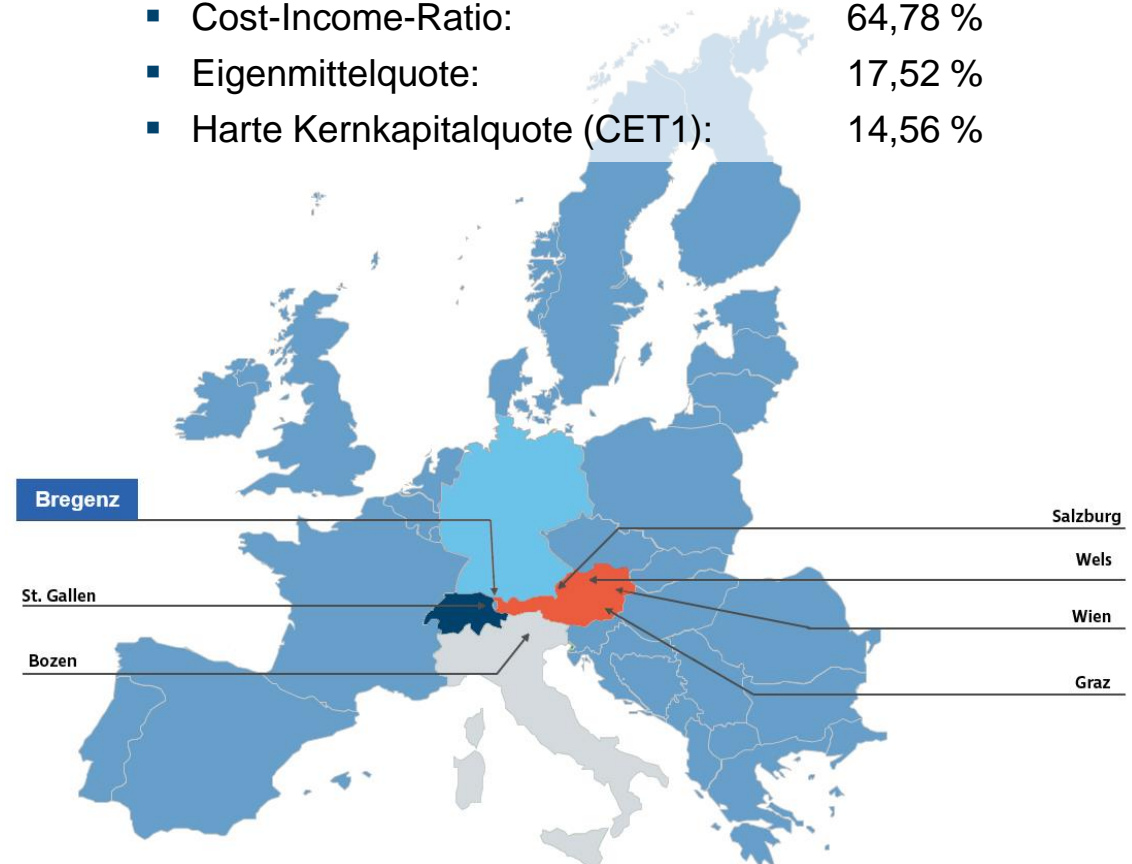 ▪ Cost-Income-Ratio: 64,78 %
▪ Eigenmittelquote: 17,52 %
▪ Harte Kernkapitalquote (CET1): 14,56 %
Bregenz
Salzburg
Wels
St. Gallen
Wien
Bozen
Graz